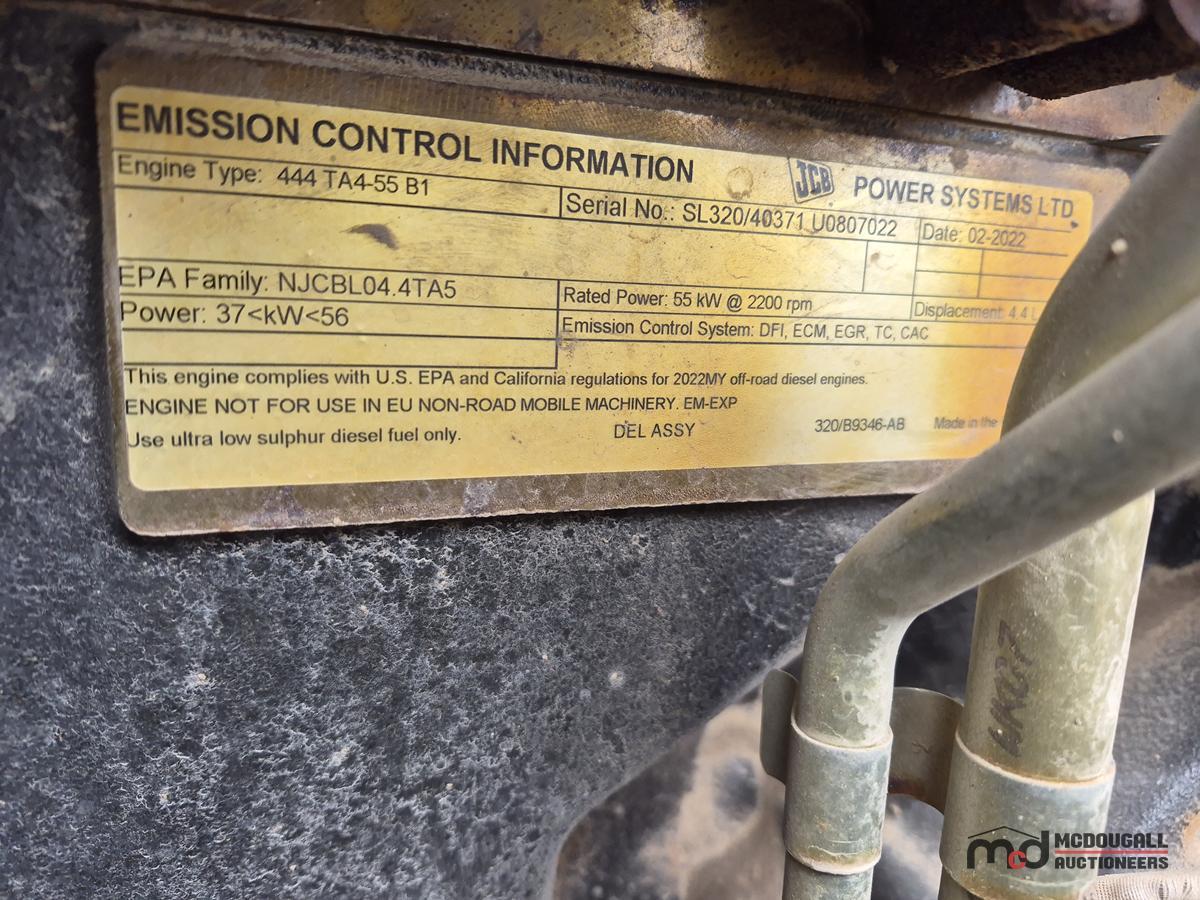 EMISSION CONTROL INFORMATION
JCB POWER SYSTEMS LTD
Engine Type: 444 TA4-55 B1
Serial No.: SL320/40371 U0807022
Date: 02-2022
EPA Family: NJCBL04.4TA5
Rated Power: 55 kW @ 2200 rpm
Displacement: 4.4 L
Power: 37<kW<56
Emission Control System: DFI, ECM, EGR, TC, CAC
This engine complies with U.S. EPA and California regulations for 2022MY off-road diesel engines.
ENGINE NOT FOR USE IN EU NON-ROAD MOBILE MACHINERY. EM-EXP
Use ultra low sulphur diesel fuel only.
DEL ASSY
320/B9346-AB
Made in the
mcd MCDOUGALL
AUCTIONEERS